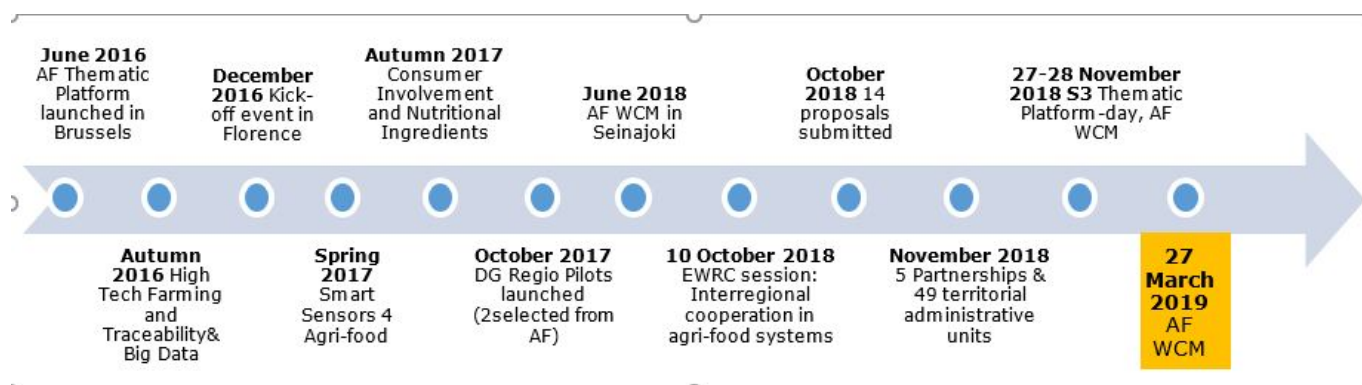 June 2016
AF Thematic
Platform
launched in
Brussels
Autumn
2016 High
Tech Farming
and
Traceability&
Big Data
December
2016 Kick-
off event in
Florence
Spring
2017
Smart
Sensors 4
Agri-food
Autumn 2017
Consumer
Involvement
and Nutritional
Ingredients
October 2017
DG Regio Pilots
launched
(2selected from
AF)
June 2018
AF WCM in
Seinajoki
10 October 2018
EWRC session:
Interregional
cooperation in
agri-food systems
October
2018 14
proposals
submitted
November 2018
5 Partnerships &
49 territorial
administrative
units
27-28 November
2018 S3 Thematic
Platform-day, AF
WCM
27
March
2019
AF
WCM